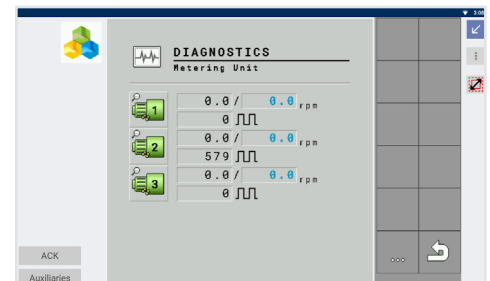 3:08
DIAGNOSTICS
Metering Unit
1
0.0 / 0.0 rpm
0
2
0.0 / 0.0 rpm
579
3
0.0 / 0.0 rpm
0
...
ACK
Auxiliaries